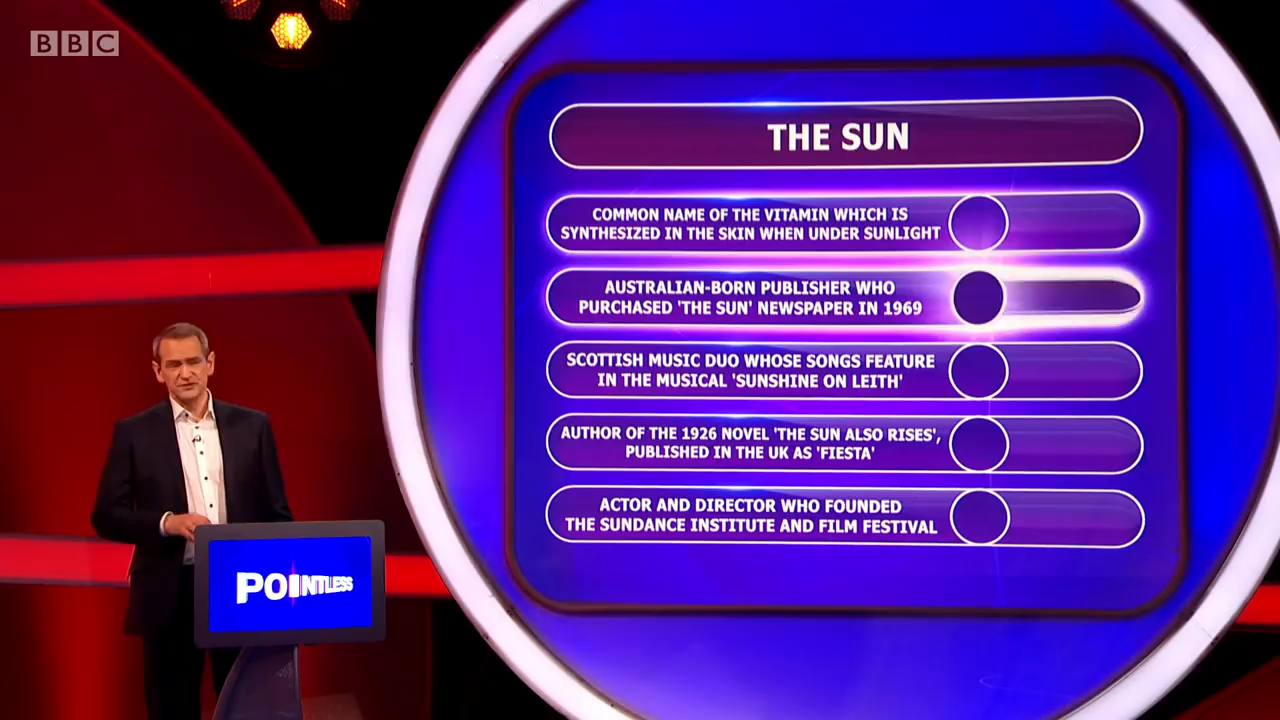 BBC
THE SUN
COMMON NAME OF THE VITAMIN WHICH IS
SYNTHESIZED IN THE SKIN WHEN UNDER SUNLIGHT
AUSTRALIAN-BORN PUBLISHER WHO
PURCHASED 'THE SUN' NEWSPAPER IN 1969
SCOTTISH MUSIC DUO WHOSE SONGS FEATURE
IN THE MUSICAL 'SUNSHINE ON LEITH'
AUTHOR OF THE 1926 NOVEL 'THE SUN ALSO RISES',
PUBLISHED IN THE UK AS 'FIESTA'
ACTOR AND DIRECTOR WHO FOUNDED
THE SUNDANCE INSTITUTE AND FILM FESTIVAL
POINTLESS